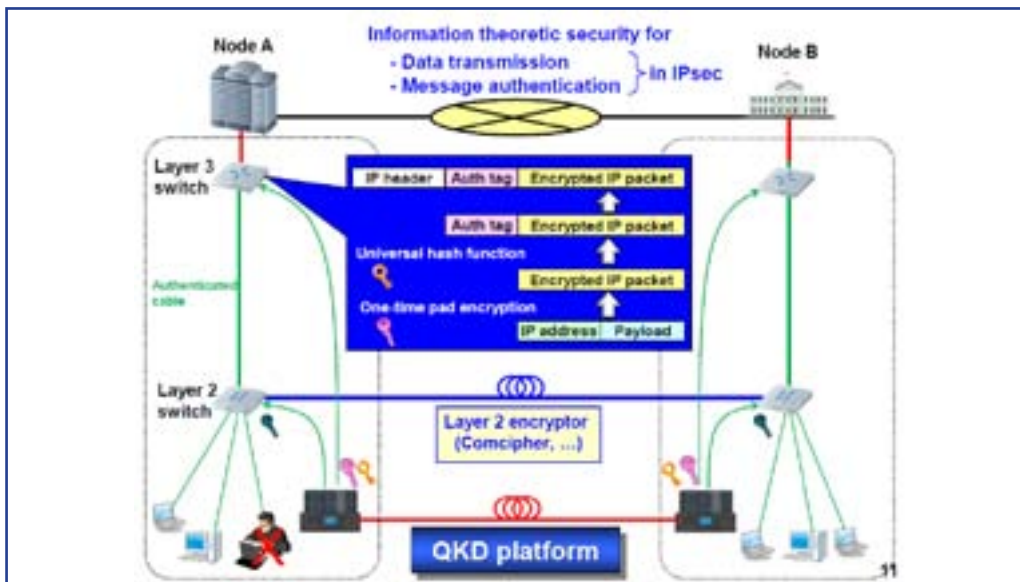 Information theoretic security for
- Data transmission
- Message authentication
in IPsec
Node A
Node B
Layer 3
switch
IP header Auth tag Encrypted IP packet
Auth tag Encrypted IP packet
Universal hash function
Encrypted IP packet
One-time pad encryption
IP address Payload
Authenticated
cable
Layer 2
switch
Layer 2 encryptor
(Comcipher, ...)
QKD platform
11